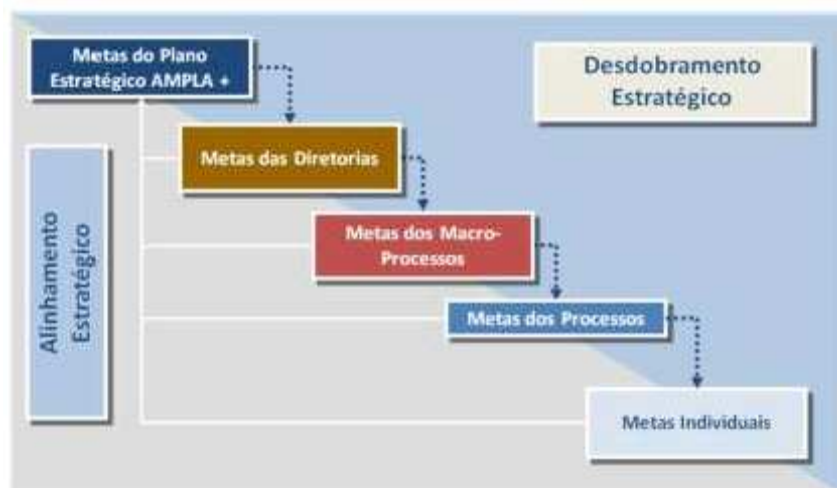 Metas do Plano
Estratégico AMPLA +
Desdobramento
Estratégico
Metas das Diretorias
Alinhamento
Estratégico
Metas dos Macro-
Processos
Metas dos Processos
Metas Individuais